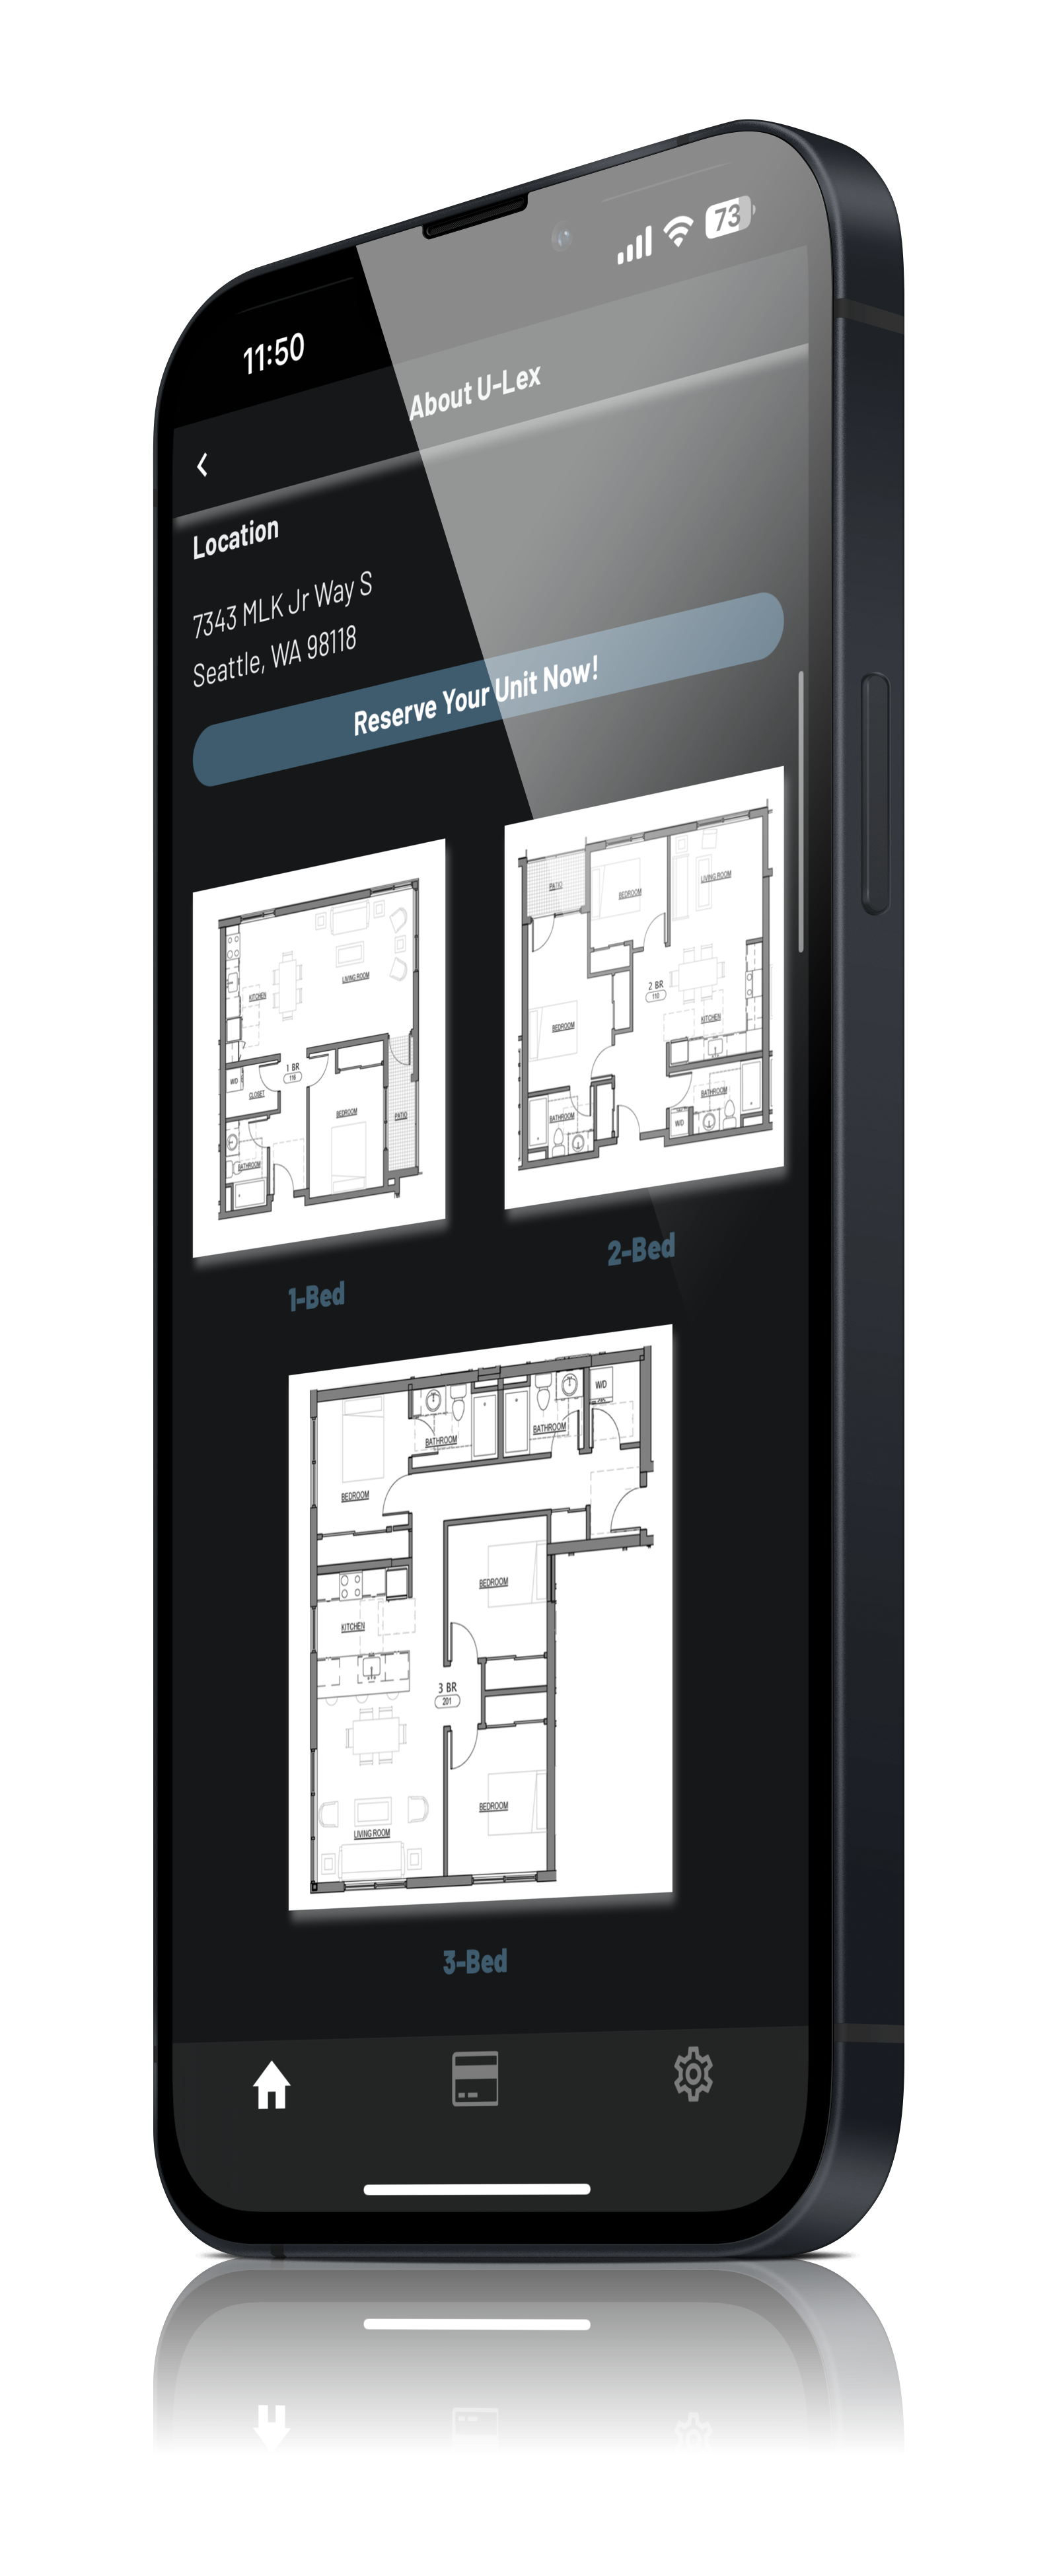 11:50
73
About U-Lex
Location
7343 MLK Jr Way S
Seattle, WA 98118
Reserve Your Unit Now!
LIVING ROOM
KITCHEN
1 BR
116
W/D
CLOSET
BEDROOM
PATIO
BATHROOM
1-Bed
PATIO
BEDROOM
LIVING ROOM
2 BR
110
BEDROOM
KITCHEN
BATHROOM
BATHROOM
W/D
2-Bed
W/D
BATHROOM
BATHROOM
BEDROOM
BEDROOM
KITCHEN
3 BR
201
BEDROOM
LIVING ROOM
3-Bed